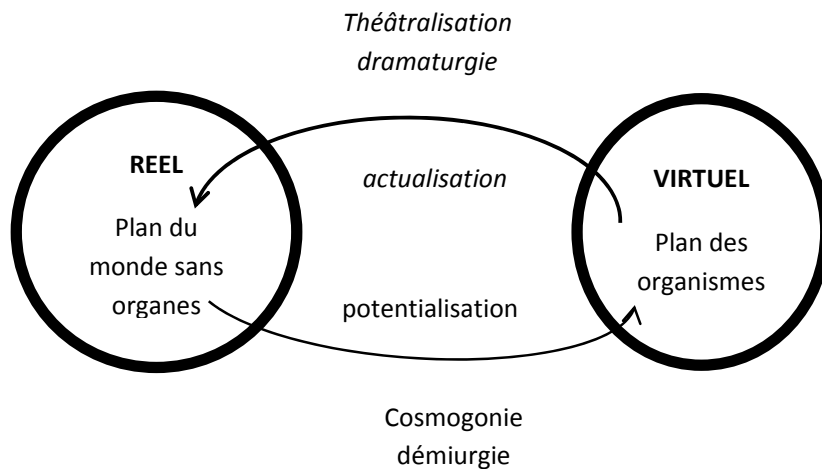 Théâtralisation
dramaturgie
REEL
VIRTUEL
actualisation
Plan du
monde sans
organes
Plan des
organismes
potentialisation
Cosmogonie
démiurgie